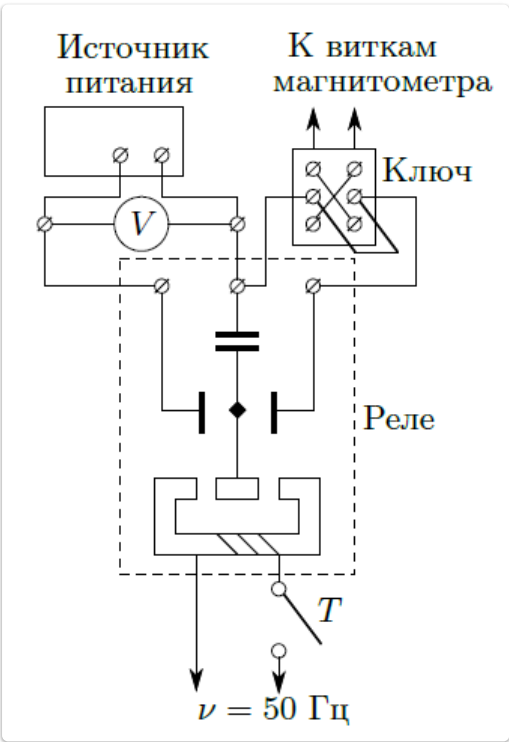 Источник
питания
К виткам
магнитометра
Ключ
V
Реле
T
ν = 50 Гц